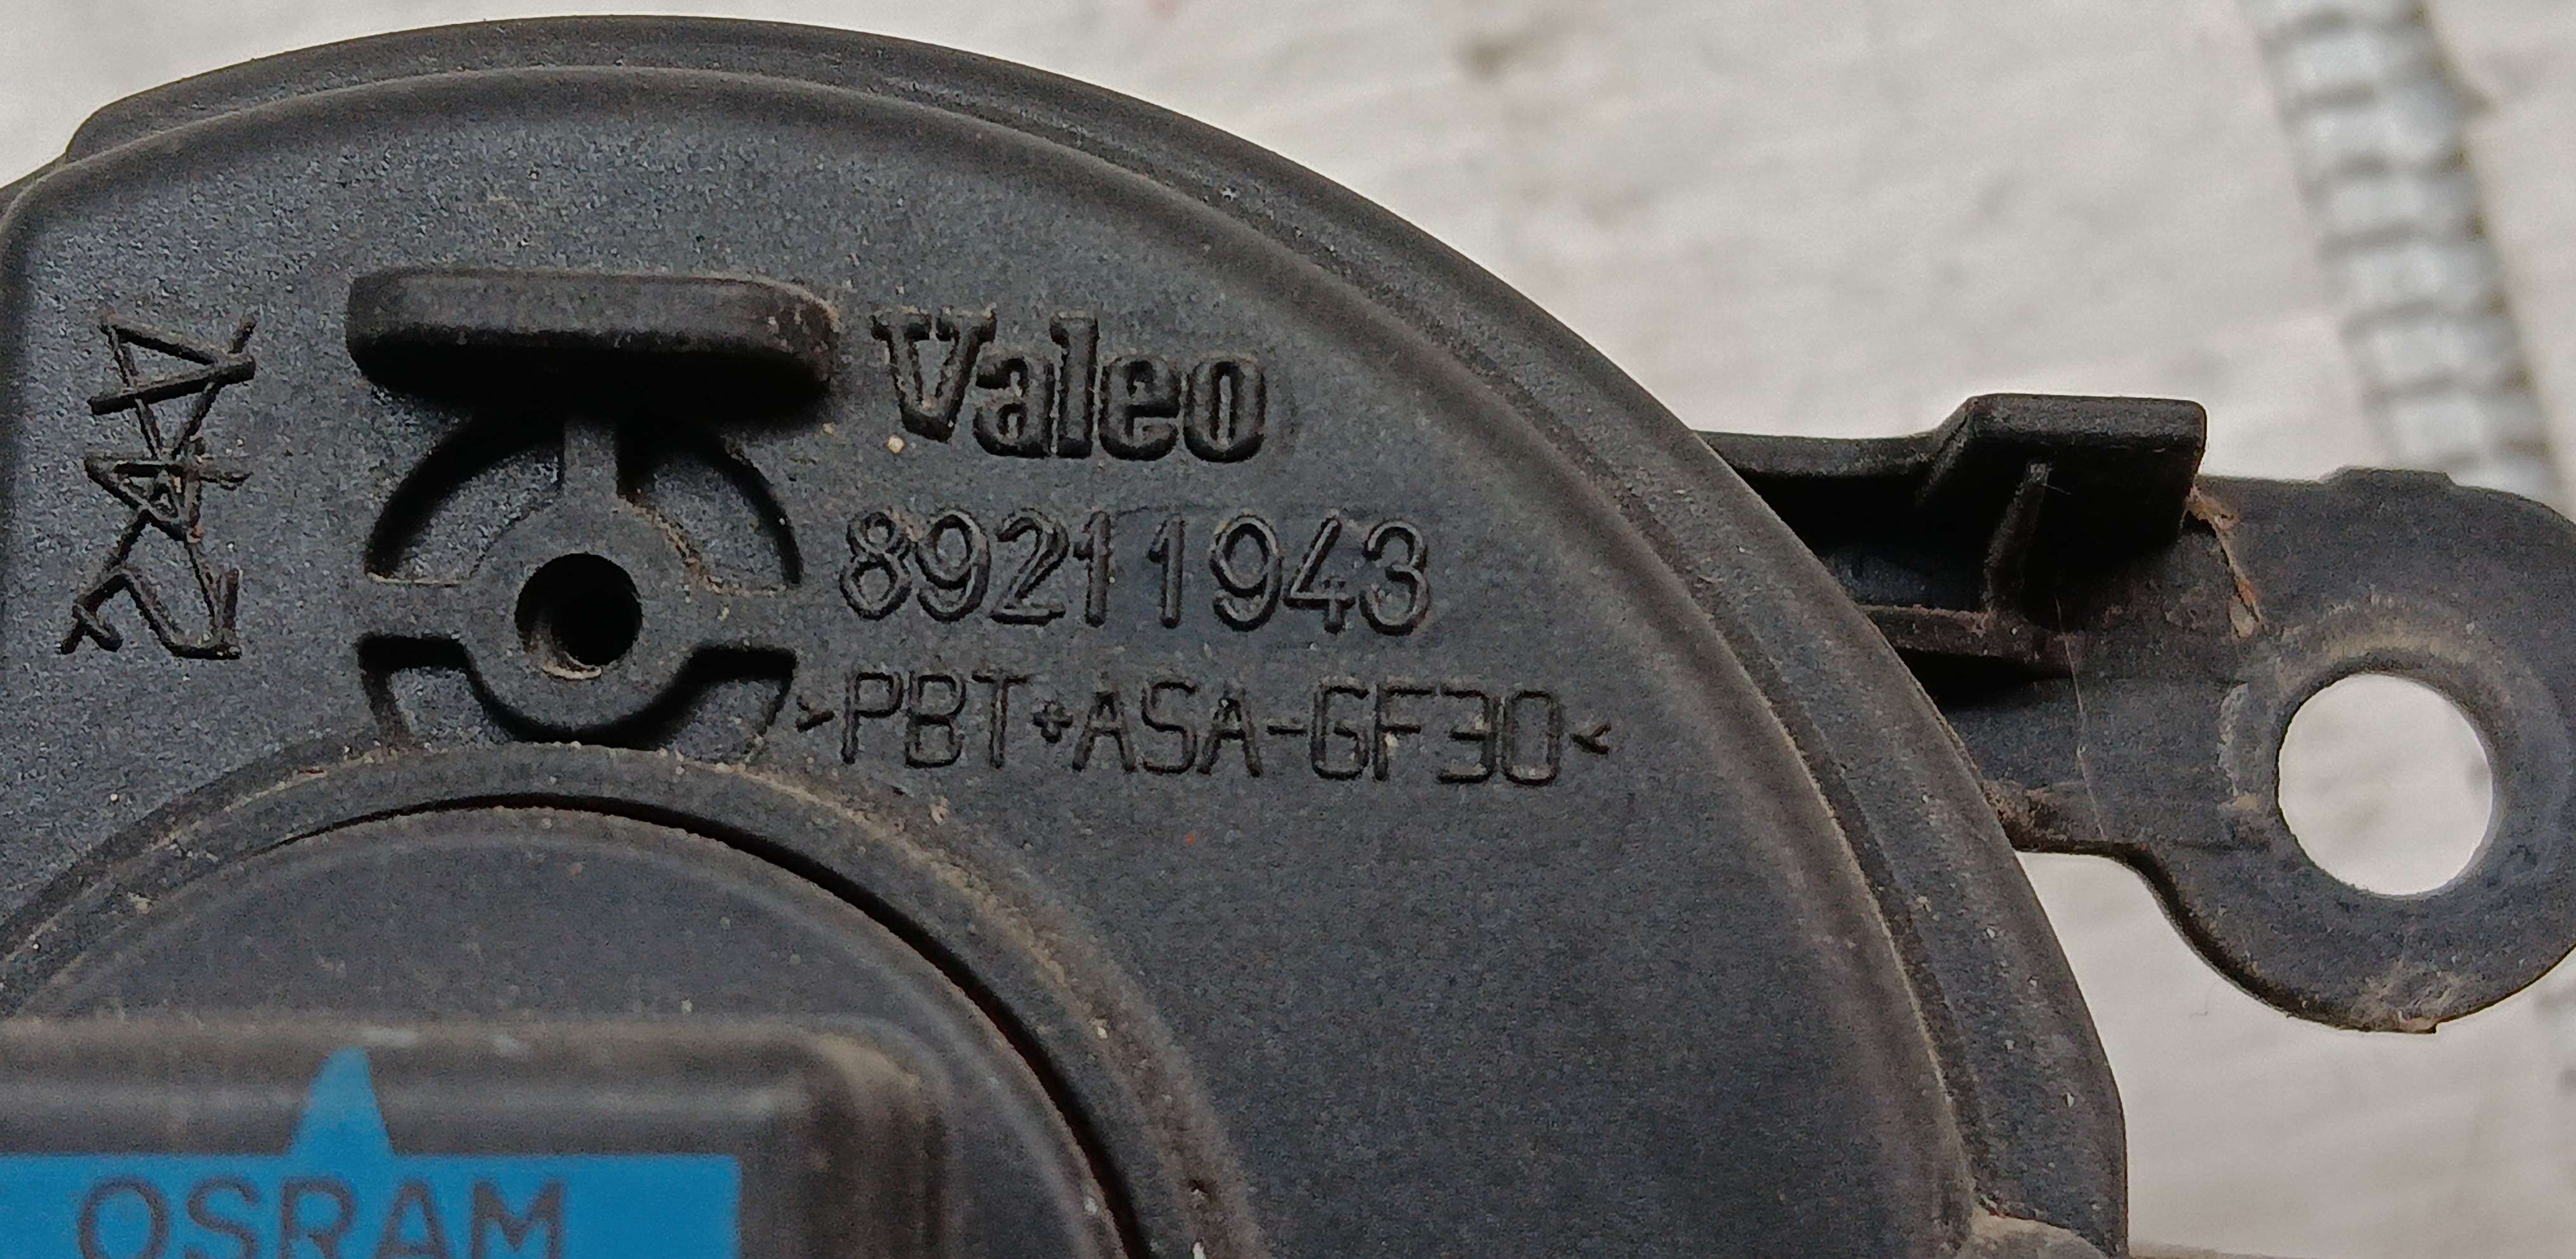 Valeo
89211943
>PBT+ASA-GF30<
OSRAM